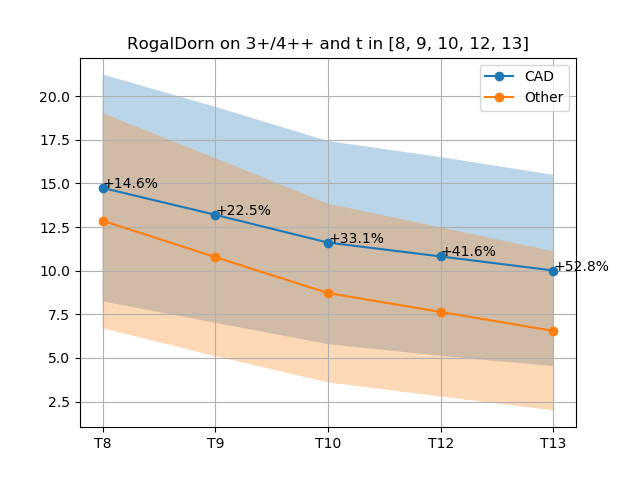 RogalDorn on 3+/4++ and t in [8, 9, 10, 12, 13]
CAD
Other
20.0
17.5
15.0
12.5
10.0
7.5
5.0
2.5
+14.6%
+22.5%
+33.1%
+41.6%
+52.8%
T8
T9
T10
T12
T13